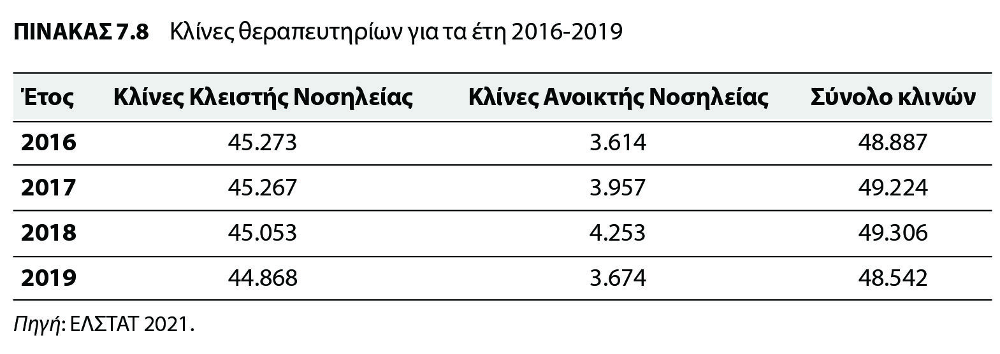 ΠΙΝΑΚΑΣ 7.8 Κλίνες θεραπευτηρίων για τα έτη 2016-2019
Έτος Κλίνες Κλειστής Νοσηλείας Κλίνες Ανοικτής Νοσηλείας Σύνολο κλινών
2016 45.273 3.614 48.887
2017 45.267 3.957 49.224
2018 45.053 4.253 49.306
2019 44.868 3.674 48.542
Πηγή: ΕΛΣΤΑΤ 2021.